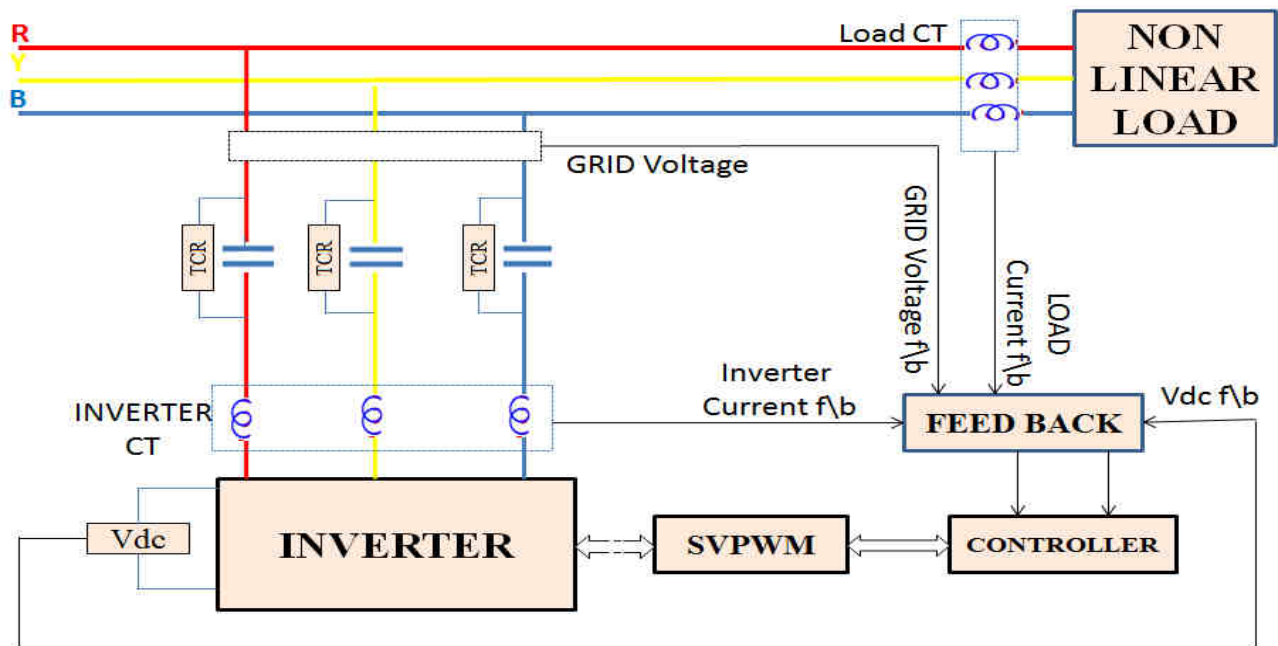 R
Y
B
Load CT
NON
LINEAR
LOAD
GRID Voltage
TCR
TCR
TCR
GRID Voltage f\b
LOAD
Current f\b
INVERTER
CT
Inverter
Current f\b
FEED BACK
Vdc f\b
Vdc
INVERTER
SVPWM
CONTROLLER